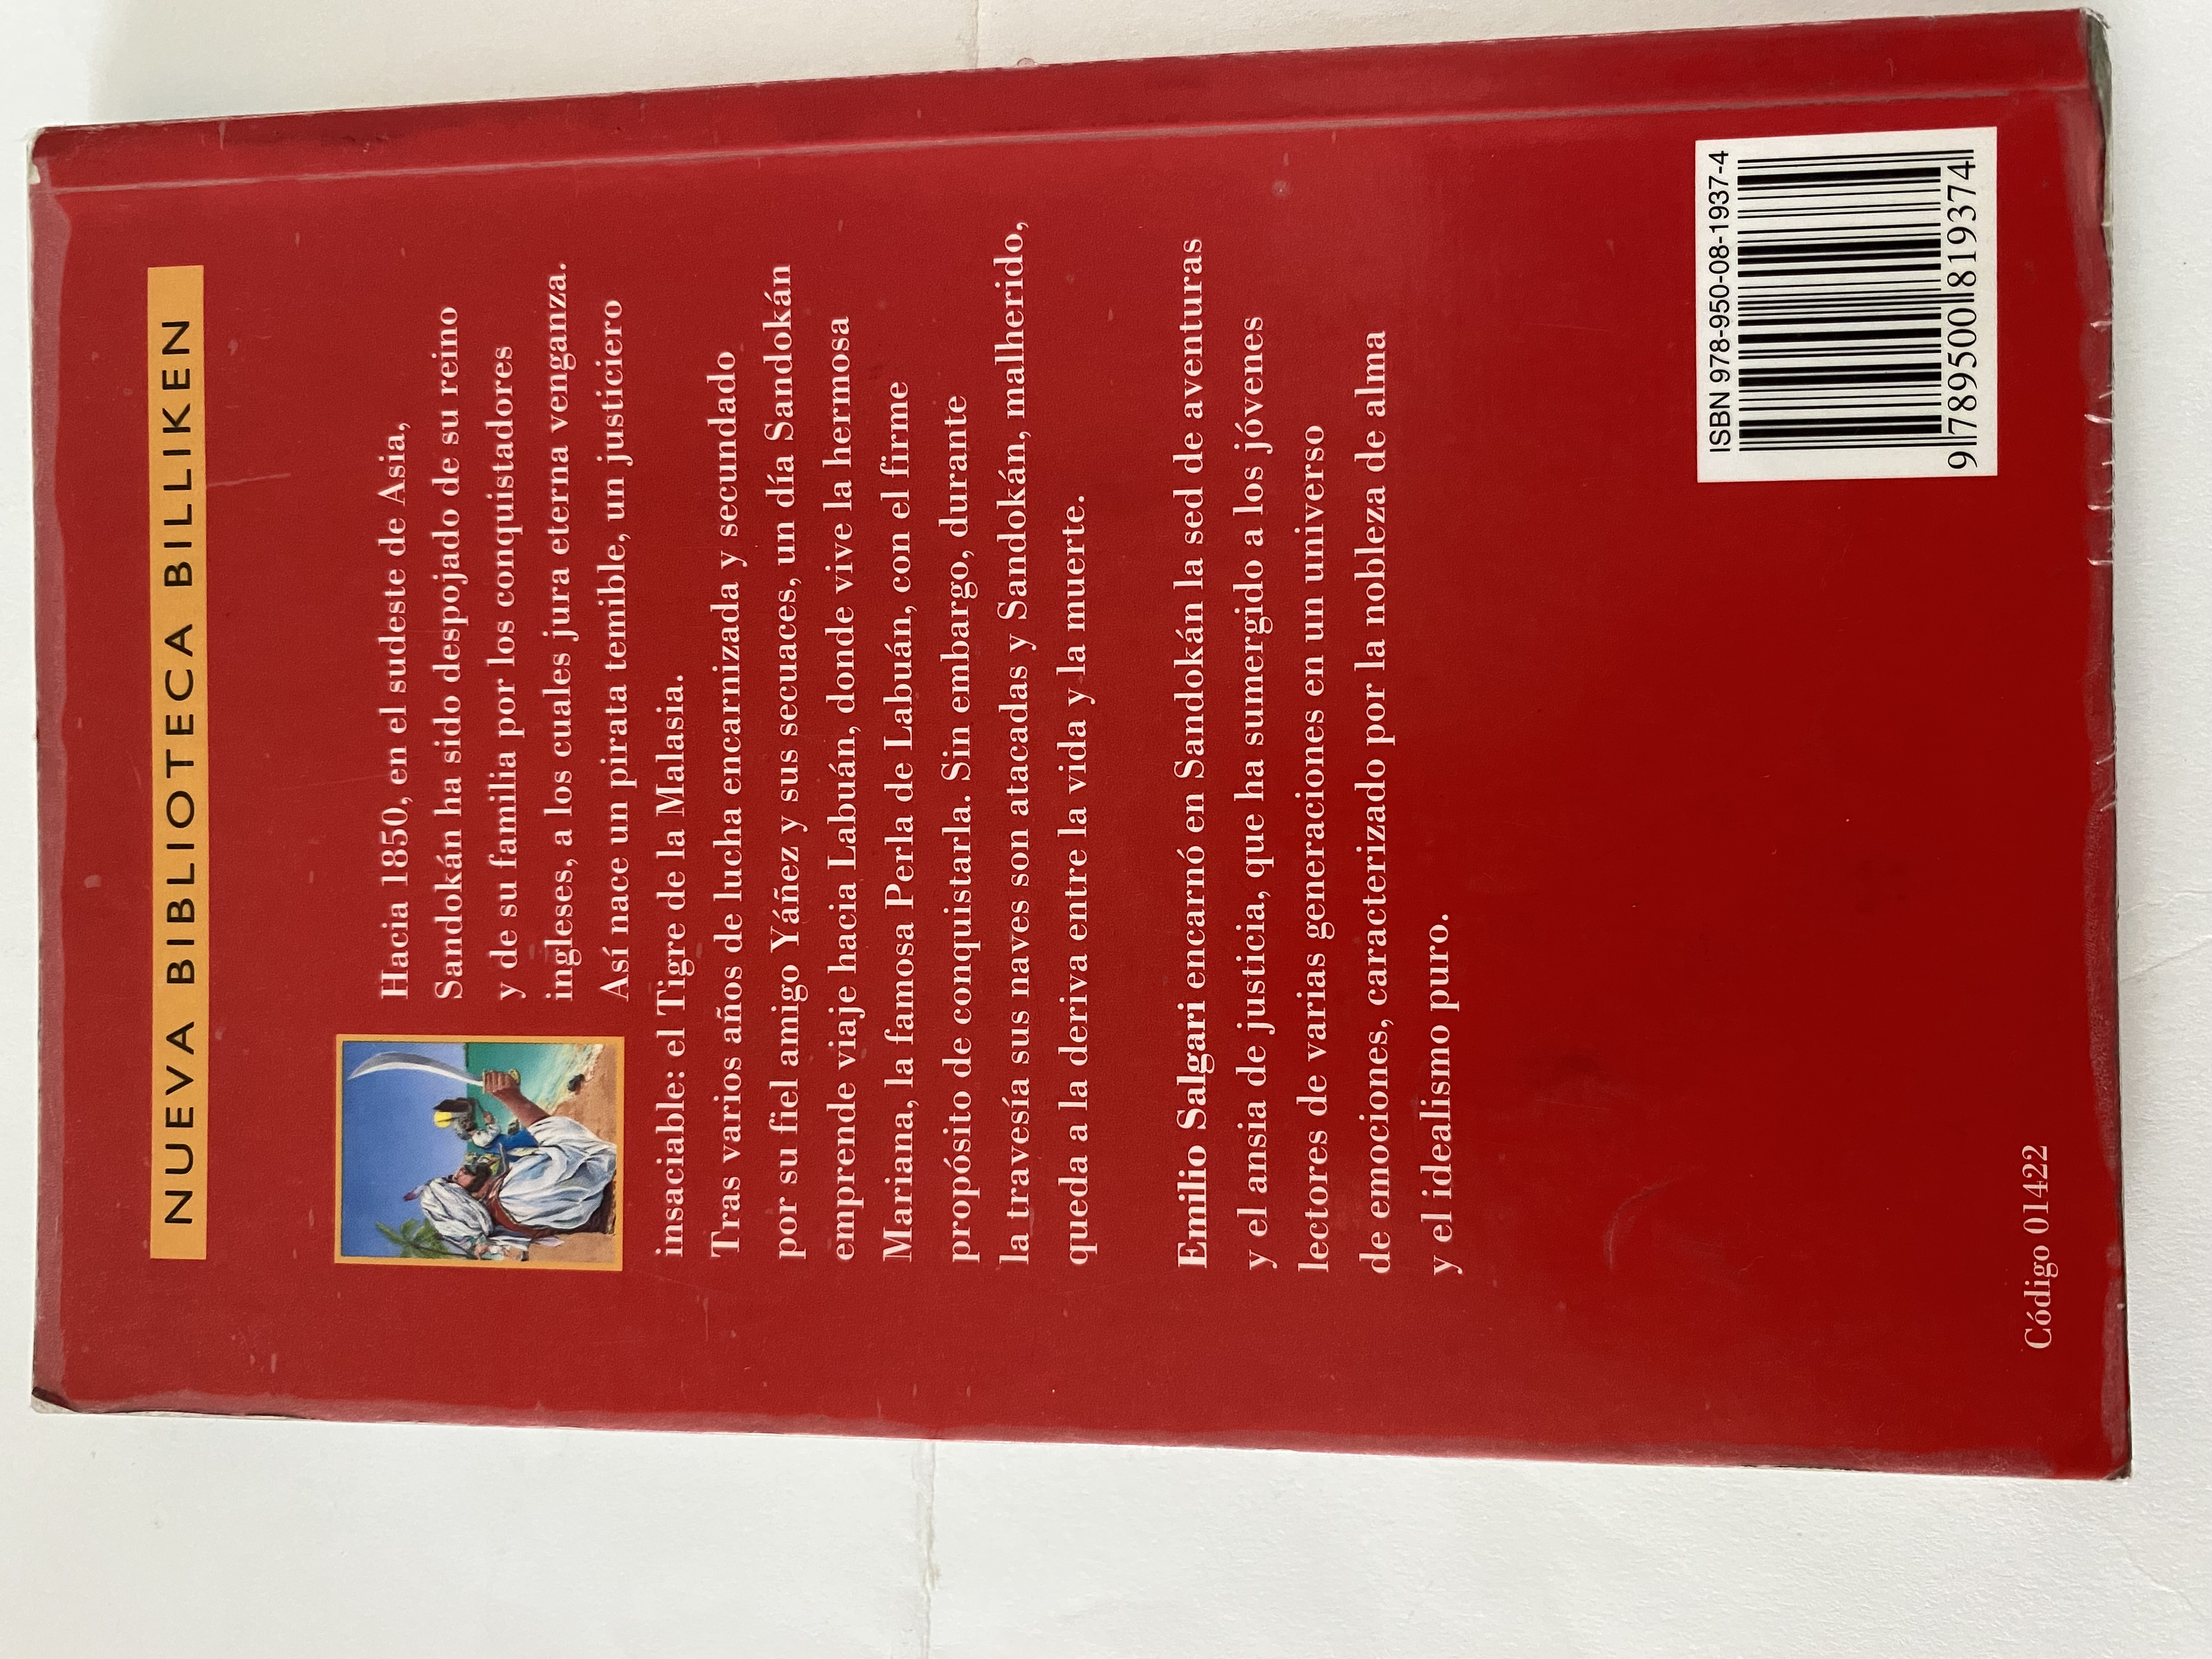 NUEVA BIBLIOTECA BILLIKEN
Hacia 1850, en el sudeste de Asia,
Sandokán ha sido despojado de su reino
y de su familia por los conquistadores
ingleses, a los cuales jura eterna venganza.
Así nace un pirata temible, un justiciero
insaciable: el Tigre de la Malasia.
Tras varios años de lucha encarnizada y secundado
por su fiel amigo Yáñez y sus secuaces, un día Sandokán
emprende viaje hacia Labuán, donde vive la hermosa
Mariana, la famosa Perla de Labuán, con el firme
propósito de conquistarla. Sin embargo, durante
la travesía sus naves son atacadas y Sandokán, malherido,
queda a la deriva entre la vida y la muerte.
Emilio Salgari encarnó en Sandokán la sed de aventuras
y el ansia de justicia, que ha sumergido a los jóvenes
lectores de varias generaciones en un universo
de emociones, caracterizado por la nobleza de alma
y el idealismo puro.
ISBN 978-950-08-1937-4
9 789500 819374
Código 01422